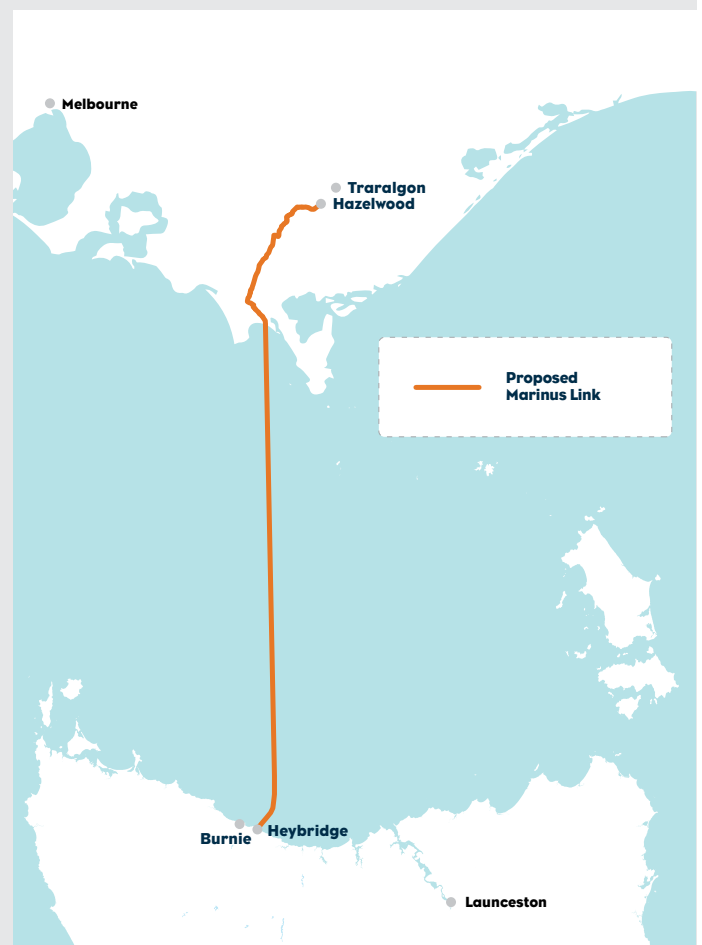 Melbourne
Traralgon
Hazelwood
Proposed
Marinus Link
Heybridge
Burnie
Launceston